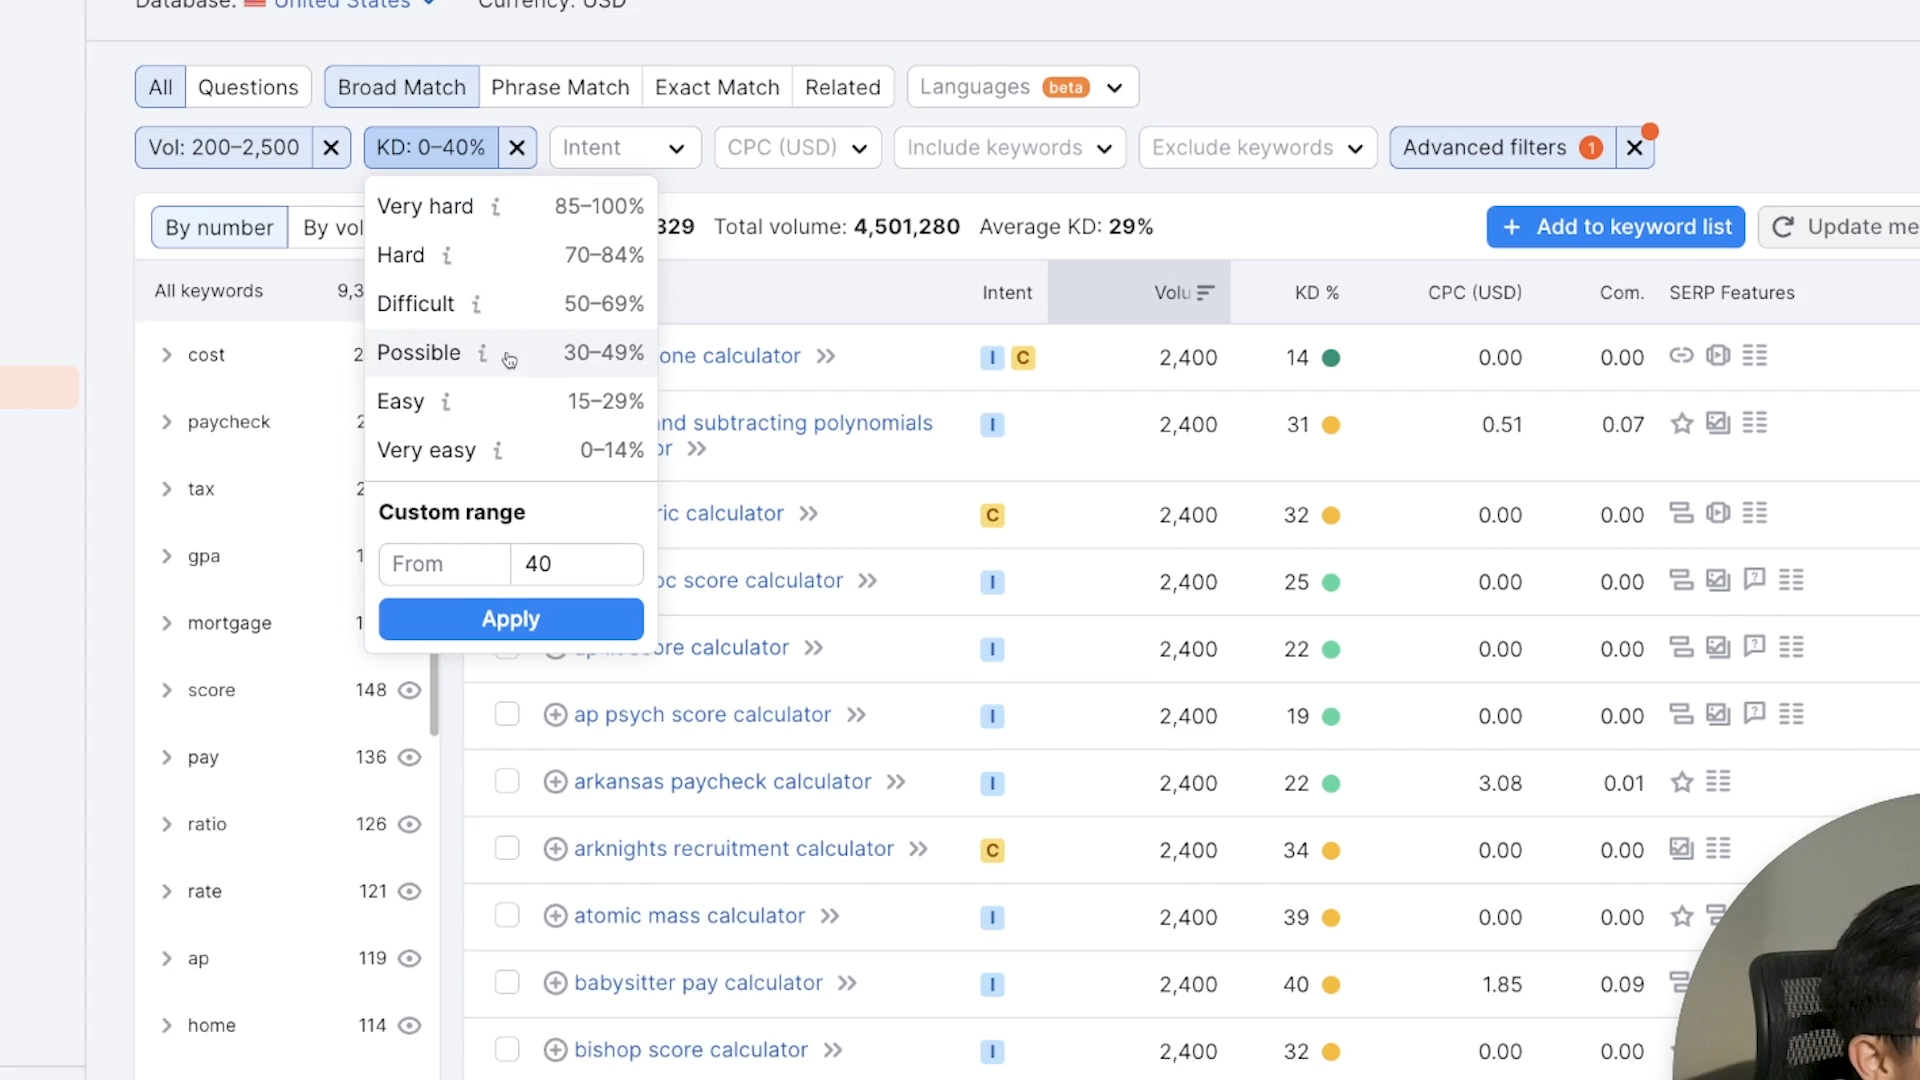 Database: United States Currency: USD
All Questions Broad Match Phrase Match Exact Match Related Languages beta
Vol: 200–2,500 KD: 0–40% Intent CPC (USD) Include keywords Exclude keywords Advanced filters 1
By number By vol 329 Total volume: 4,501,280 Average KD: 29% + Add to keyword list Update me
Very hard i 85–100%
Hard i 70–84%
Difficult i 50–69%
Possible i 30–49%
Easy i 15–29%
Very easy i 0–14%
Custom range
From 40
Apply
All keywords 9,3
cost 2
paycheck 2
tax 2
gpa 1
mortgage 1
score 148
pay 136
ratio 126
rate 121
ap 119
home 114
Intent Volu KD % CPC (USD) Com. SERP Features
one calculator I C 2,400 14 0.00 0.00
and subtracting polynomials I 2,400 31 0.51 0.07
or
ric calculator C 2,400 32 0.00 0.00
score calculator I 2,400 25 0.00 0.00
calculator I 2,400 22 0.00 0.00
ap psych score calculator I 2,400 19 0.00 0.00
arkansas paycheck calculator I 2,400 22 3.08 0.01
arknights recruitment calculator C 2,400 34 0.00 0.00
atomic mass calculator I 2,400 39 0.00 0.00
babysitter pay calculator I 2,400 40 1.85 0.09
bishop score calculator I 2,400 32 0.00 0.00